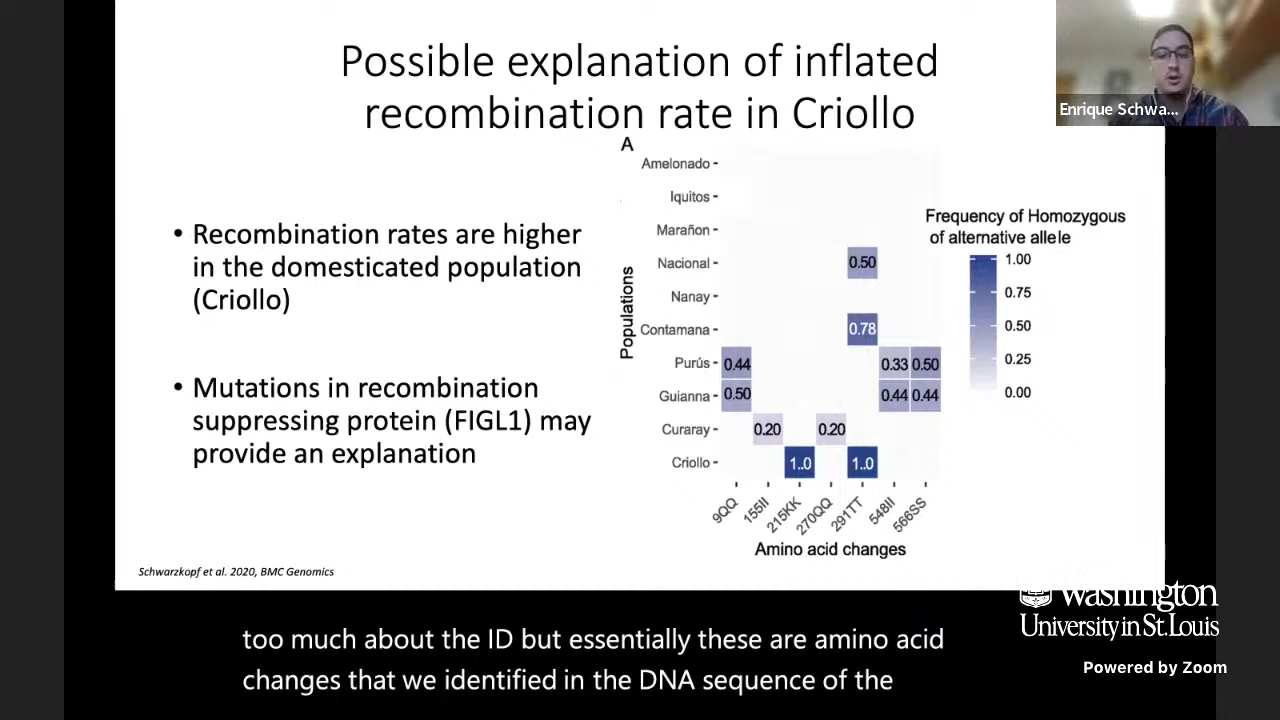 Possible explanation of inflated
recombination rate in Criollo
Enrique Schwa...
• Recombination rates are higher
in the domesticated population
(Criollo)
• Mutations in recombination
suppressing protein (FIGL1) may
provide an explanation
A
Populations
Amelonado
Iquitos
Marañon
Nacional
Nanay
Contamana
Purús
Guianna
Curaray
Criollo
0.50
0.78
0.44 0.33 0.50
0.50 0.44 0.44
0.20 0.20
1..0 1..0
9QQ 155II 215KK 270QQ 291TT 548II 566SS
Amino acid changes
Frequency of Homozygous
of alternative allele
1.00
0.75
0.50
0.25
0.00
Schwarzkopf et al. 2020, BMC Genomics
Washington
University in St. Louis
Powered by Zoom
too much about the ID but essentially these are amino acid
changes that we identified in the DNA sequence of the